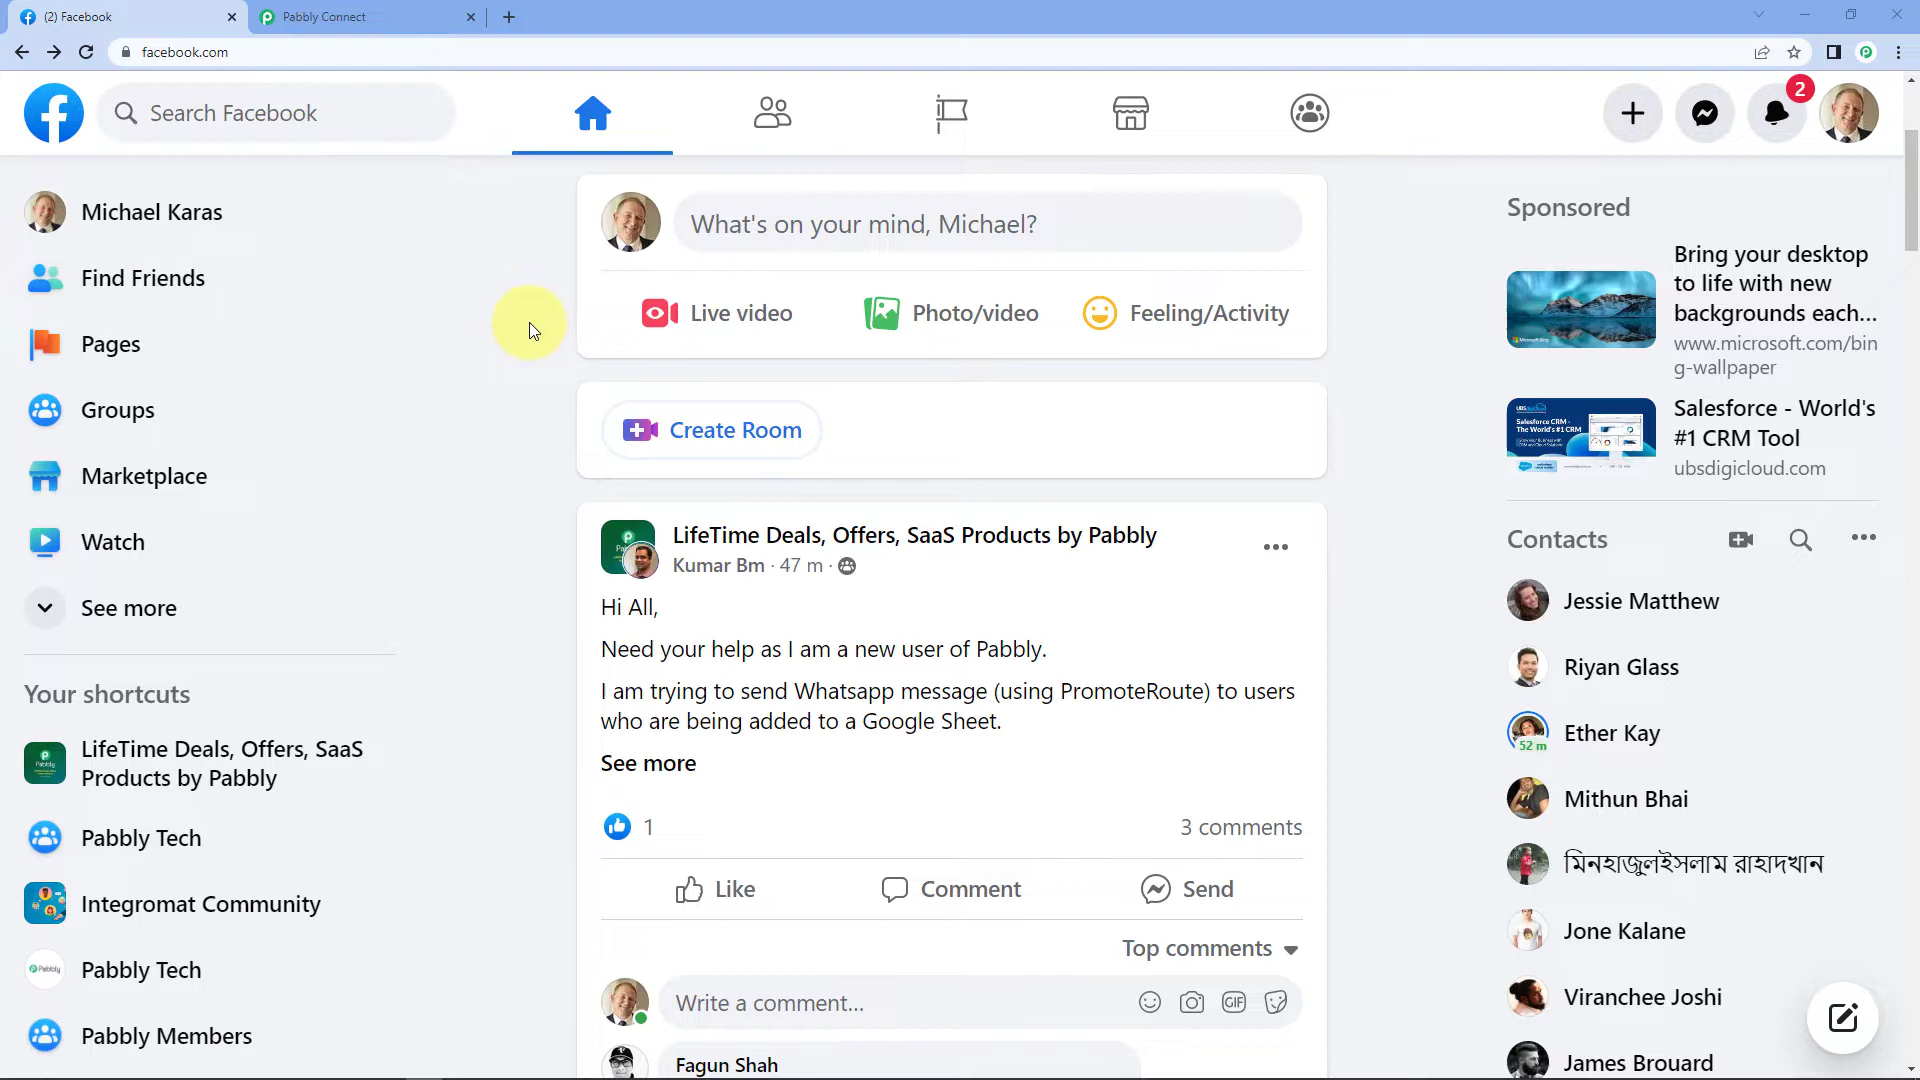 (2) Facebook
Pabbly Connect
facebook.com
Search Facebook
2
Michael Karas
Find Friends
Pages
Groups
Marketplace
Watch
See more
Your shortcuts
LifeTime Deals, Offers, SaaS
Products by Pabbly
Pabbly Tech
Integromat Community
Pabbly Tech
Pabbly Members
What's on your mind, Michael?
Live video
Photo/video
Feeling/Activity
Create Room
LifeTime Deals, Offers, SaaS Products by Pabbly
Kumar Bm · 47 m ·
Hi All,
Need your help as I am a new user of Pabbly.
I am trying to send Whatsapp message (using PromoteRoute) to users
who are being added to a Google Sheet.
See more
1
3 comments
Like
Comment
Send
Top comments
Write a comment...
GIF
Fagun Shah
Sponsored
Bring your desktop
to life with new
backgrounds each...
www.microsoft.com/bin
g-wallpaper
Salesforce CRM -
The World's #1 CRM
Salesforce - World's
#1 CRM Tool
ubsdigicloud.com
Contacts
Jessie Matthew
Riyan Glass
52 m
Ether Kay
Mithun Bhai
মিনহাজুলইসলাম রাহাদখান
Jone Kalane
Viranchee Joshi
James Brouard